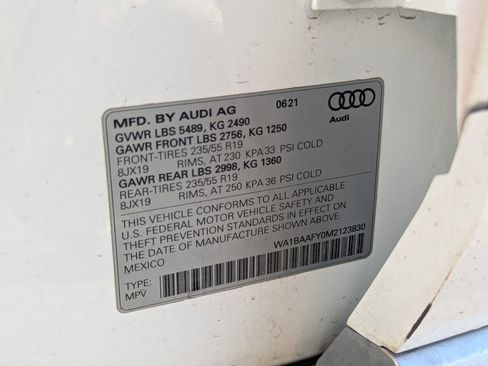 MFD. BY AUDI AG 06.21
GVWR LBS 5489, KG 2490
GAWR FRONT LBS 2756, KG 1250
FRONT-TIRES 235/55 R19
8JX19 RIMS, AT 230 KPA 33 PSI COLD
GAWR REAR LBS 2998, KG 1360
REAR-TIRES 235/55 R19
8JX19 RIMS, AT 250 KPA 36 PSI COLD
THIS VEHICLE CONFORMS TO ALL APPLICABLE
U.S. FEDERAL MOTOR VEHICLE SAFETY AND
THEFT PREVENTION STANDARDS IN EFFECT ON
THE DATE OF MANUFACTURE SHOWN ABOVE.
MEXICO
WA1BAAFY0M2123830
TYPE:
MPV
Audi